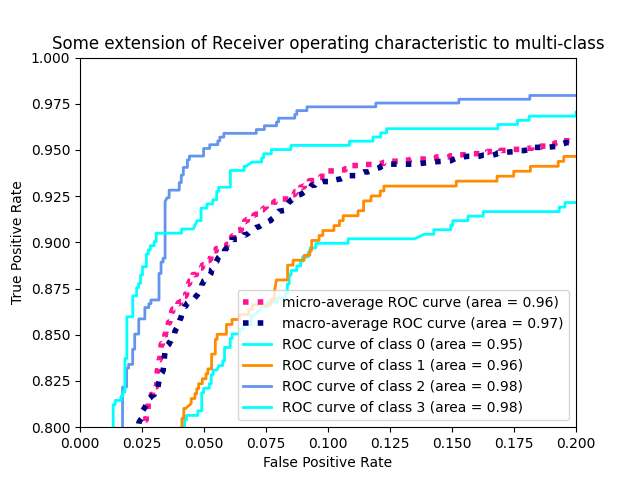 Some extension of Receiver operating characteristic to multi-class
1.000
0.975
0.950
0.925
0.900
0.875
0.850
0.825
0.800
True Positive Rate
micro-average ROC curve (area = 0.96)
macro-average ROC curve (area = 0.97)
ROC curve of class 0 (area = 0.95)
ROC curve of class 1 (area = 0.96)
ROC curve of class 2 (area = 0.98)
ROC curve of class 3 (area = 0.98)
0.000 0.025 0.050 0.075 0.100 0.125 0.150 0.175 0.200
False Positive Rate